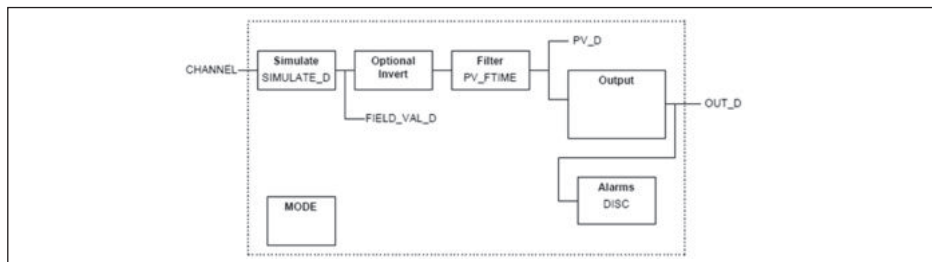 CHANNEL
Simulate
SIMULATE_D
Optional
Invert
Filter
PV_FTIME
PV_D
Output
OUT_D
FIELD_VAL_D
Alarms
DISC
MODE